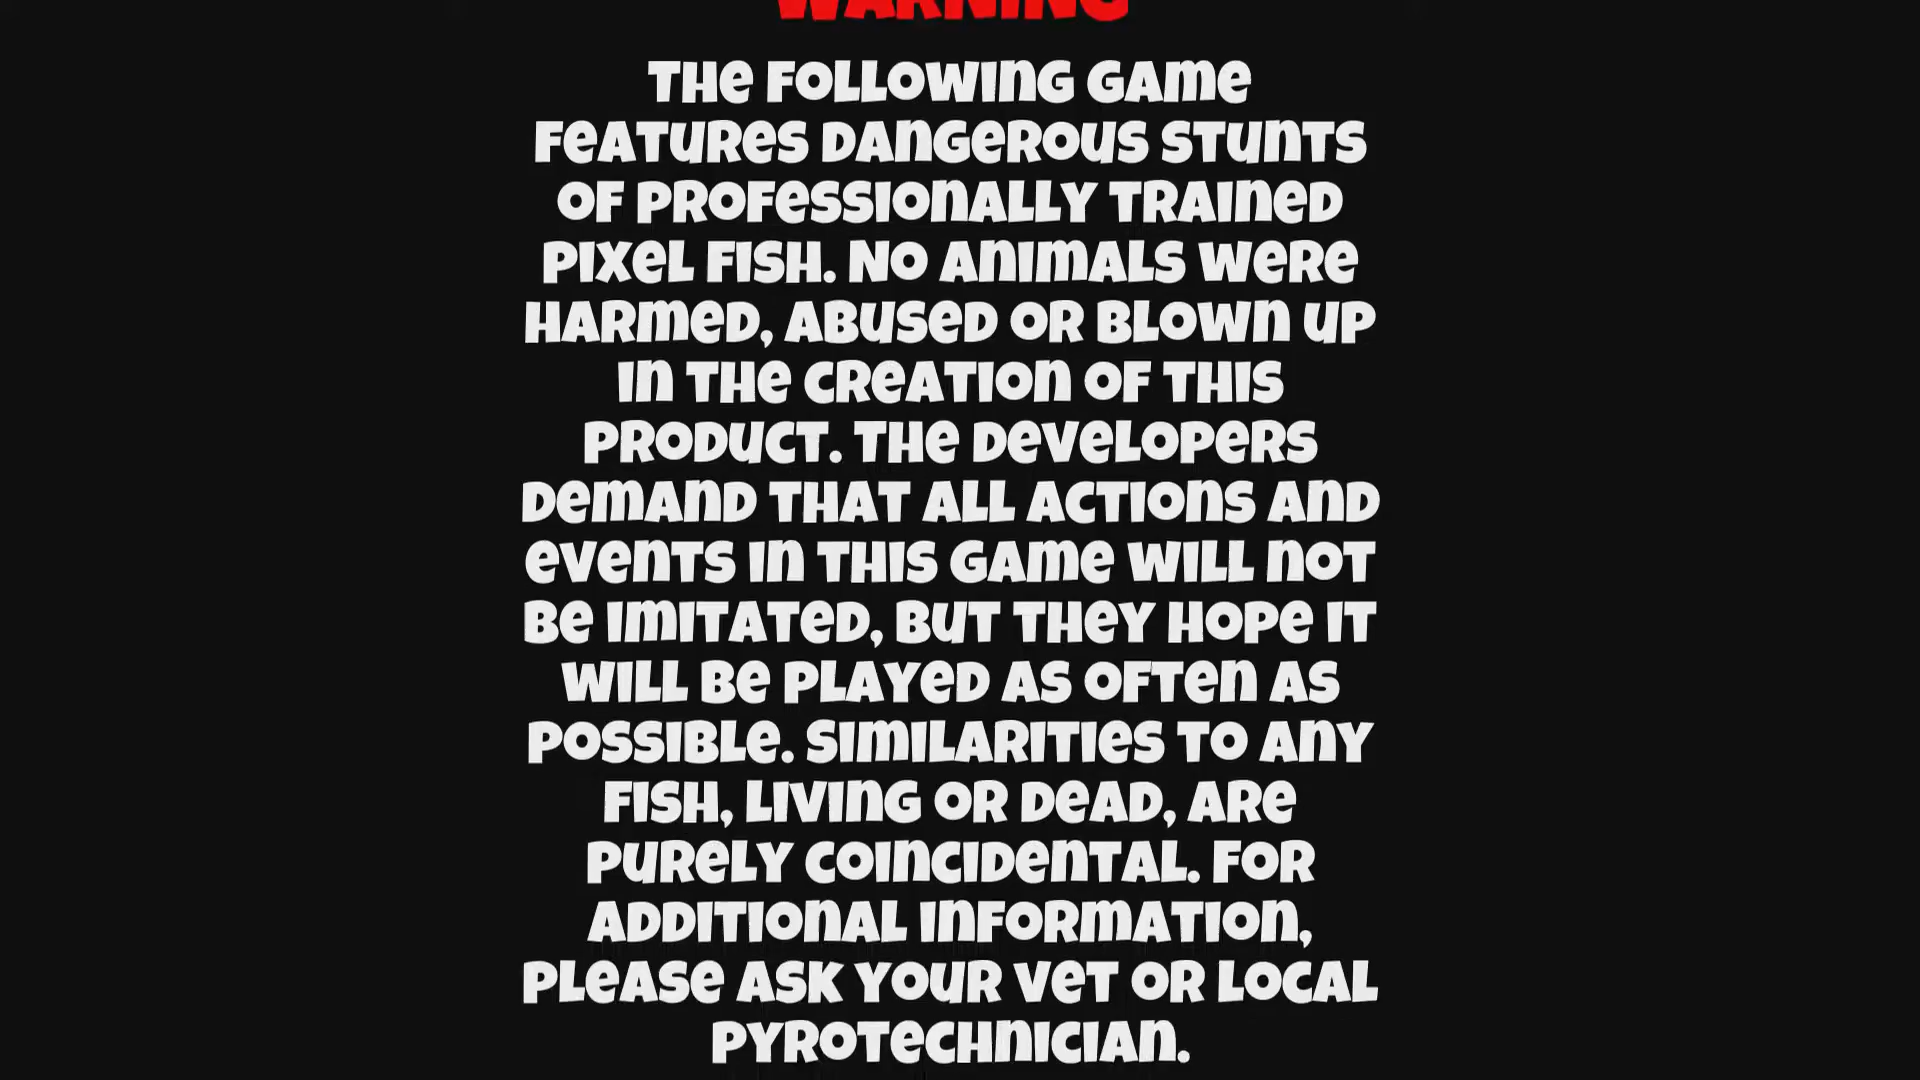 WARNING
THE FOLLOWING GAME
FEATURES DANGEROUS STUNTS
OF PROFESSIONALLY TRAINED
PIXEL FISH. NO ANIMALS WERE
HARMED, ABUSED OR BLOWN UP
IN THE CREATION OF THIS
PRODUCT. THE DEVELOPERS
DEMAND THAT ALL ACTIONS AND
EVENTS IN THIS GAME WILL NOT
BE IMITATED, BUT THEY HOPE IT
WILL BE PLAYED AS OFTEN AS
POSSIBLE. SIMILARITIES TO ANY
FISH, LIVING OR DEAD, ARE
PURELY COINCIDENTAL. FOR
ADDITIONAL INFORMATION,
PLEASE ASK YOUR VET OR LOCAL
PYROTECHNICIAN.